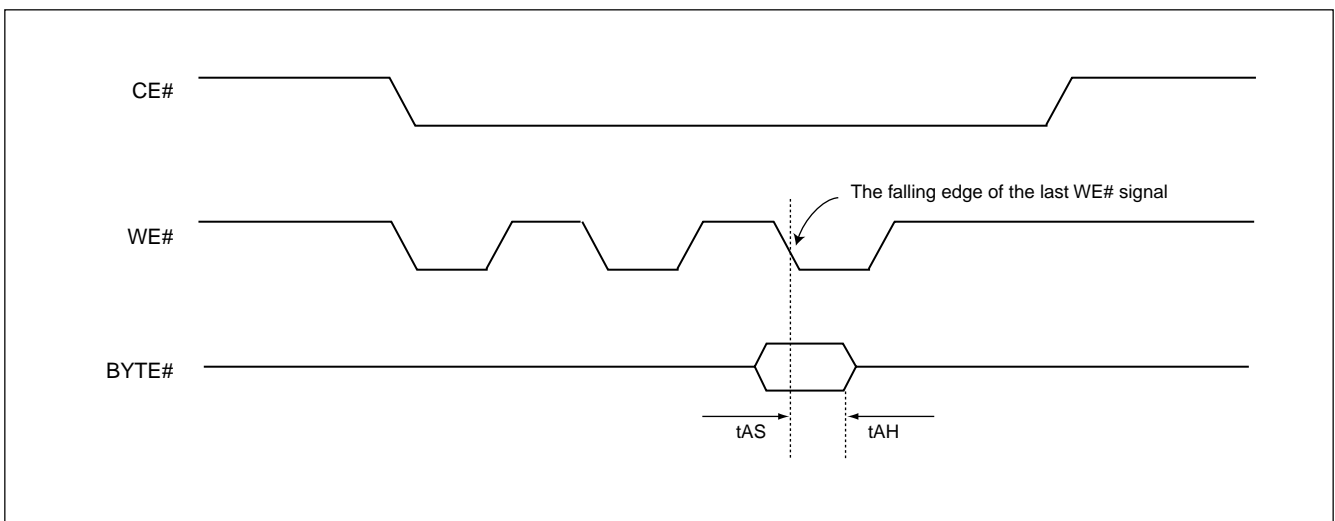 CE#
The falling edge of the last WE# signal
WE#
BYTE#
tAS
tAH